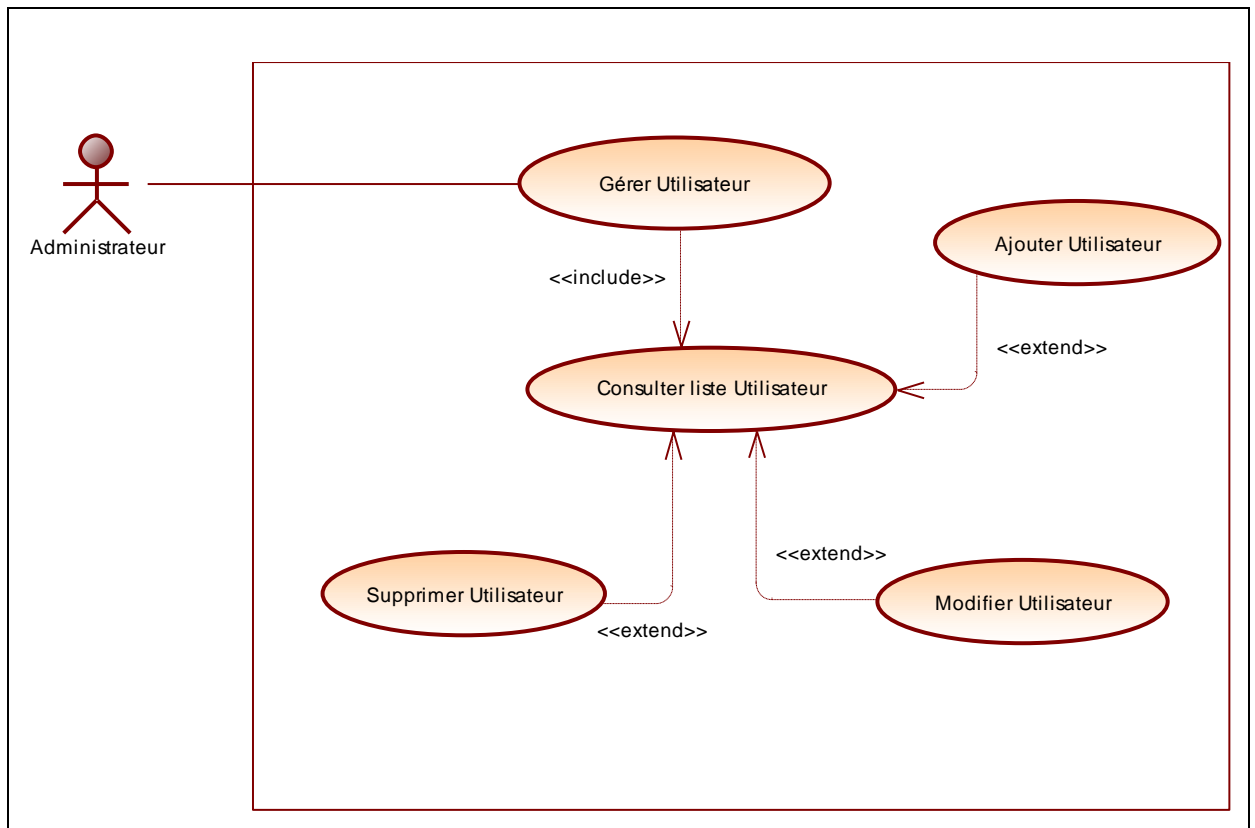 Gérer Utilisateur
Administrateur
Ajouter Utilisateur
<<include>>
<<extend>>
Consulter liste Utilisateur
<<extend>>
Supprimer Utilisateur
Modifier Utilisateur
<<extend>>